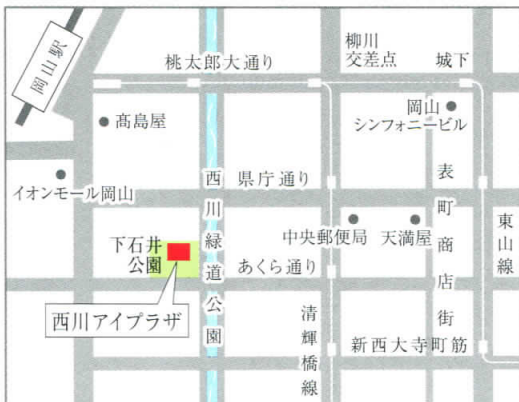 岡山駅
桃太郎大通り
柳川
交差点
城下
髙島屋
岡山
シンフォニービル
イオンモール岡山
西川緑道公園
県庁通り
表町商店街
東山線
下石井
公園
中央郵便局
天満屋
あくら通り
西川アイプラザ
清輝橋線
新西大寺町筋